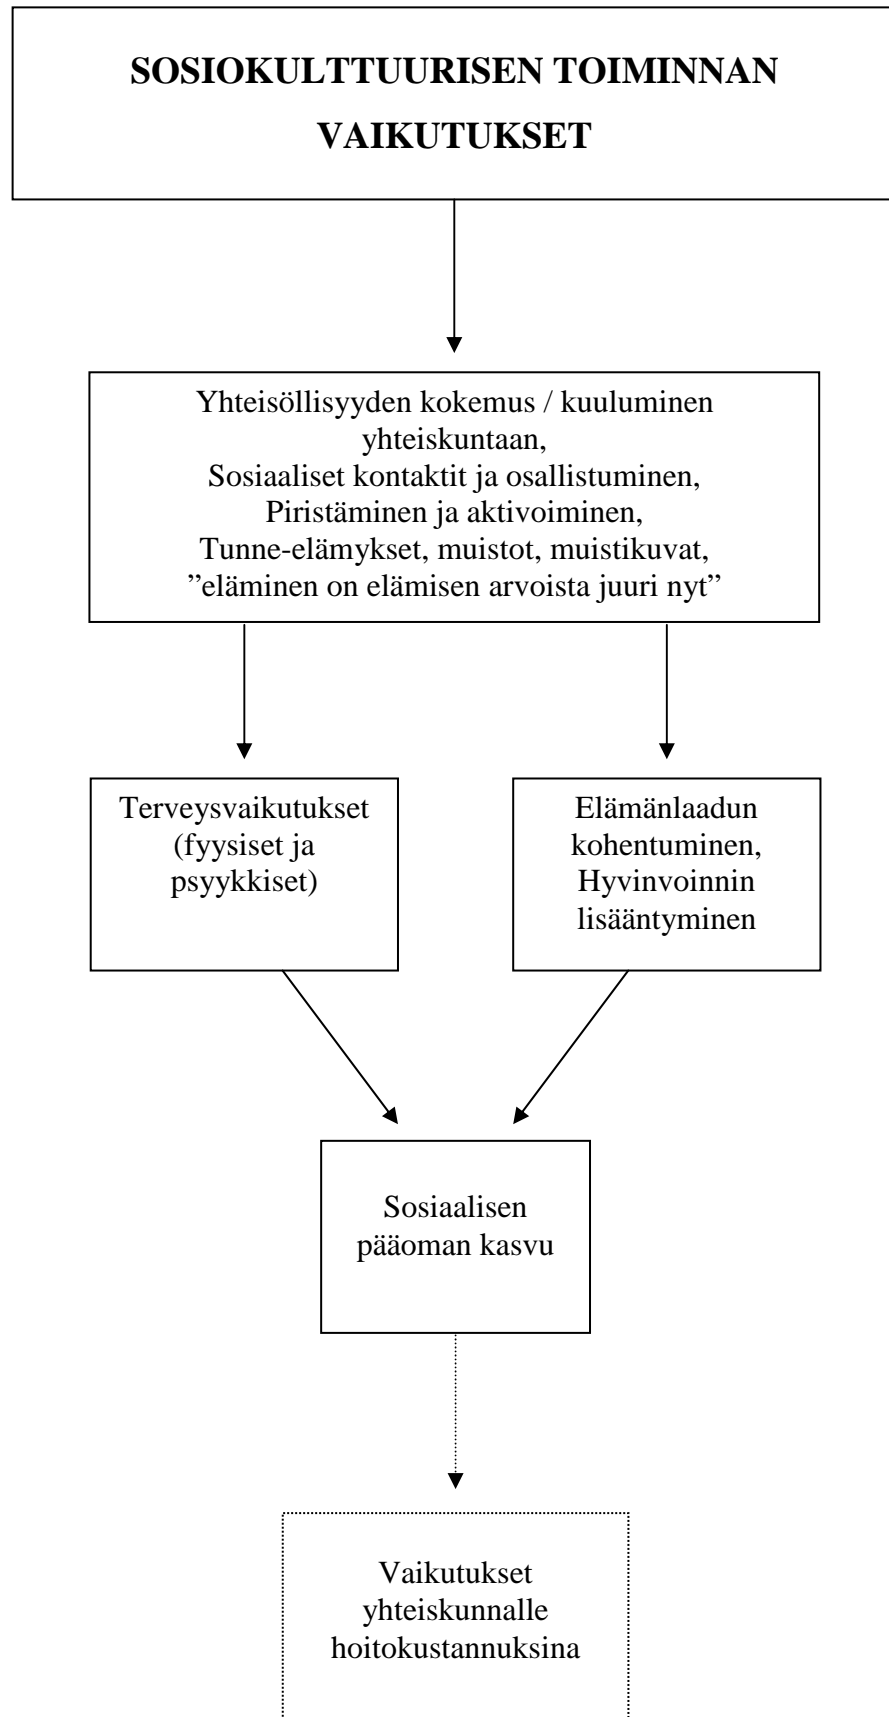 SOSIOKULTTUURISEN TOIMINNAN
VAIKUTUKSET
Yhteisöllisyyden kokemus / kuuluminen
yhteiskuntaan,
Sosiaaliset kontaktit ja osallistuminen,
Piristäminen ja aktivoiminen,
Tunne-elämykset, muistot, muistikuvat,
”eläminen on elämisen arvoista juuri nyt”
Terveysvaikutukset
(fyysiset ja
psyykkiset)
Elämänlaadun
kohentuminen,
Hyvinvoinnin
lisääntyminen
Sosiaalisen
pääoman kasvu
Vaikutukset
yhteiskunnalle
hoitokustannuksina